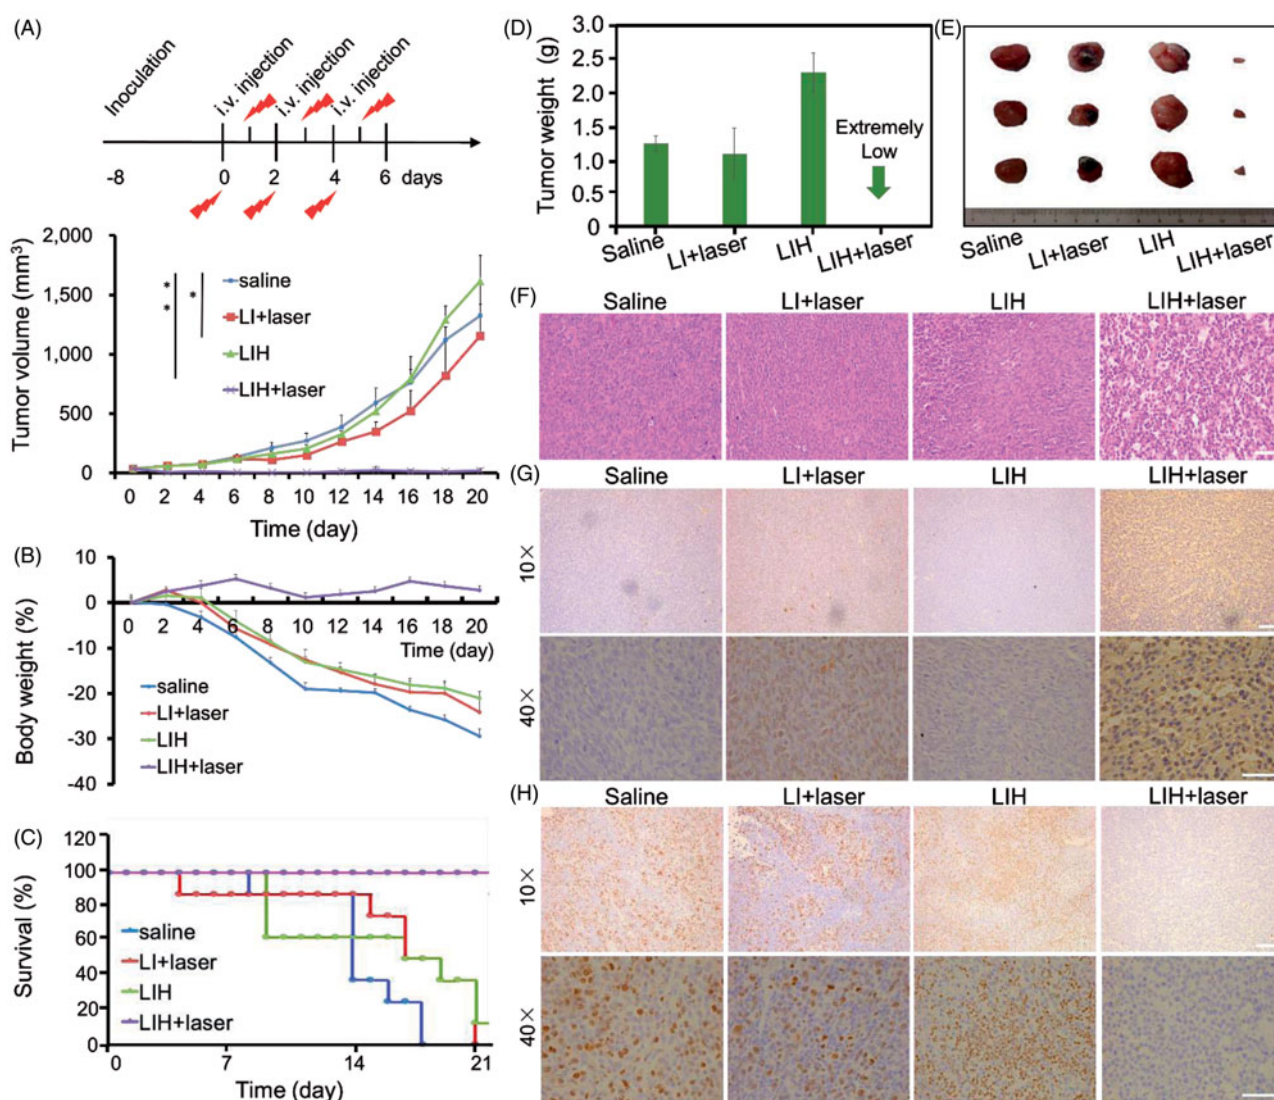 (A)
Inoculation
i.v. injection
i.v. injection
i.v. injection
-8 0 2 4 6 days
Tumor volume (mm³)
2,000
1,500
1,000
500
0
* *
*
saline
LI+laser
LIH
LIH+laser
0 2 4 6 8 10 12 14 16 18 20
Time (day)
(B)
Body weight (%)
10
0
-10
-20
-30
-40
0 2 4 6 8 10 12 14 16 18 20
Time (day)
saline
LI+laser
LIH
LIH+laser
(C)
Survival (%)
120
100
80
60
40
20
0
saline
LI+laser
LIH
LIH+laser
0 7 14 21
Time (day)
(D)
Tumor weight (g)
3.0
2.5
2.0
1.5
1.0
0.5
0
Extremely
Low
Saline LI+laser LIH LIH+laser
(E)
Saline LI+laser LIH LIH+laser
(F)
Saline LI+laser LIH LIH+laser
(G)
Saline LI+laser LIH LIH+laser
10×
40×
(H)
Saline LI+laser LIH LIH+laser
10×
40×